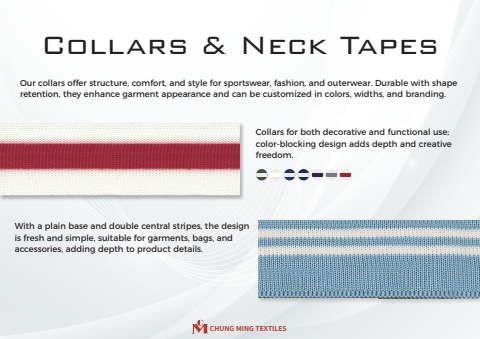 COLLARS & NECK TAPES
Our collars offer structure, comfort, and style for sportswear, fashion, and outerwear. Durable with shape
retention, they enhance garment appearance and can be customized in colors, widths, and branding.
Collars for both decorative and functional use;
color-blocking design adds depth and creative
freedom.
With a plain base and double central stripes, the design
is fresh and simple, suitable for garments, bags, and
accessories, adding depth to product details.
CHUNG MING TEXTILES